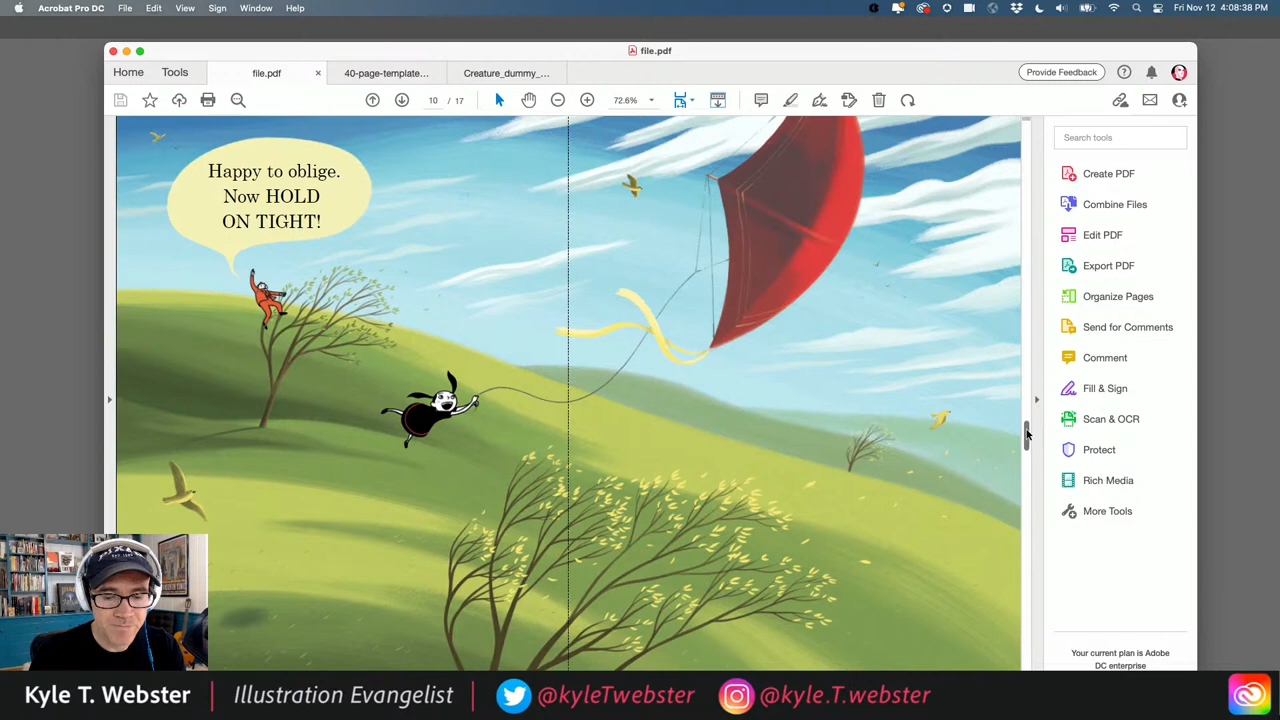 Acrobat Pro DC File Edit View Sign Window Help Fri Nov 12 4:08:38 PM
file.pdf
Home Tools file.pdf 40-page-template... Creature_dummy_... Provide Feedback
10 / 17 72.6%
Happy to oblige.
Now HOLD
ON TIGHT!
Search tools
Create PDF
Combine Files
Edit PDF
Export PDF
Organize Pages
Send for Comments
Comment
Fill & Sign
Scan & OCR
Protect
Rich Media
More Tools
Your current plan is Adobe
DC enterprise
Kyle T. Webster | Illustration Evangelist | @kyleTwebster @kyle.T.webster